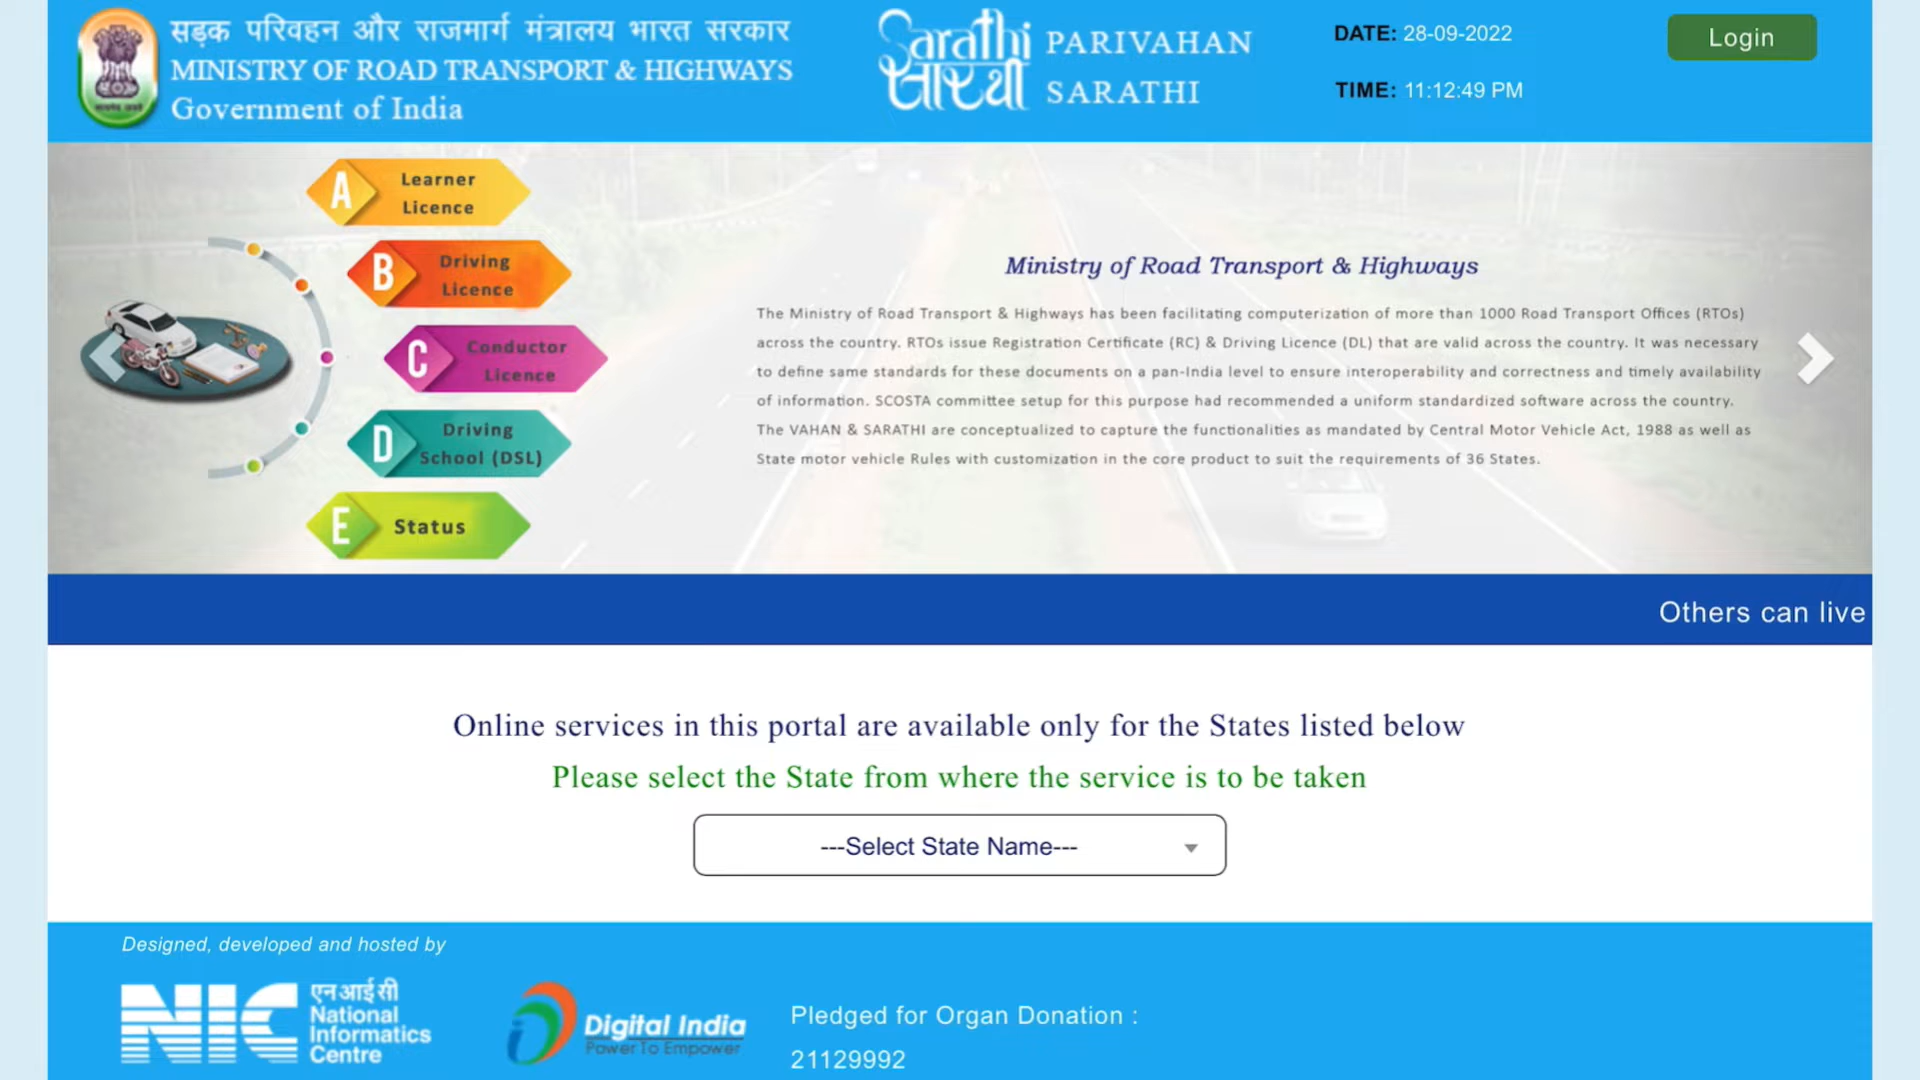 सड़क परिवहन और राजमार्ग मंत्रालय भारत सरकार
MINISTRY OF ROAD TRANSPORT & HIGHWAYS
Government of India
Sarathi
सारथी
PARIVAHAN
SARATHI
DATE: 28-09-2022
TIME: 11:12:49 PM
Login
A
Learner
Licence
B
Driving
Licence
C
Conductor
Licence
D
Driving
School (DSL)
E
Status
Ministry of Road Transport & Highways
The Ministry of Road Transport & Highways has been facilitating computerization of more than 1000 Road Transport Offices (RTOs)
across the country. RTOs issue Registration Certificate (RC) & Driving Licence (DL) that are valid across the country. It was necessary
to define same standards for these documents on a pan-India level to ensure interoperability and correctness and timely availability
of information. SCOSTA committee setup for this purpose had recommended a uniform standardized software across the country.
The VAHAN & SARATHI are conceptualized to capture the functionalities as mandated by Central Motor Vehicle Act, 1988 as well as
State motor vehicle Rules with customization in the core product to suit the requirements of 36 States.
Others can live
Online services in this portal are available only for the States listed below
Please select the State from where the service is to be taken
---Select State Name---
Designed, developed and hosted by
NIC
एनआईसी
National
Informatics
Centre
Digital India
Power To Empower
Pledged for Organ Donation :
21129992